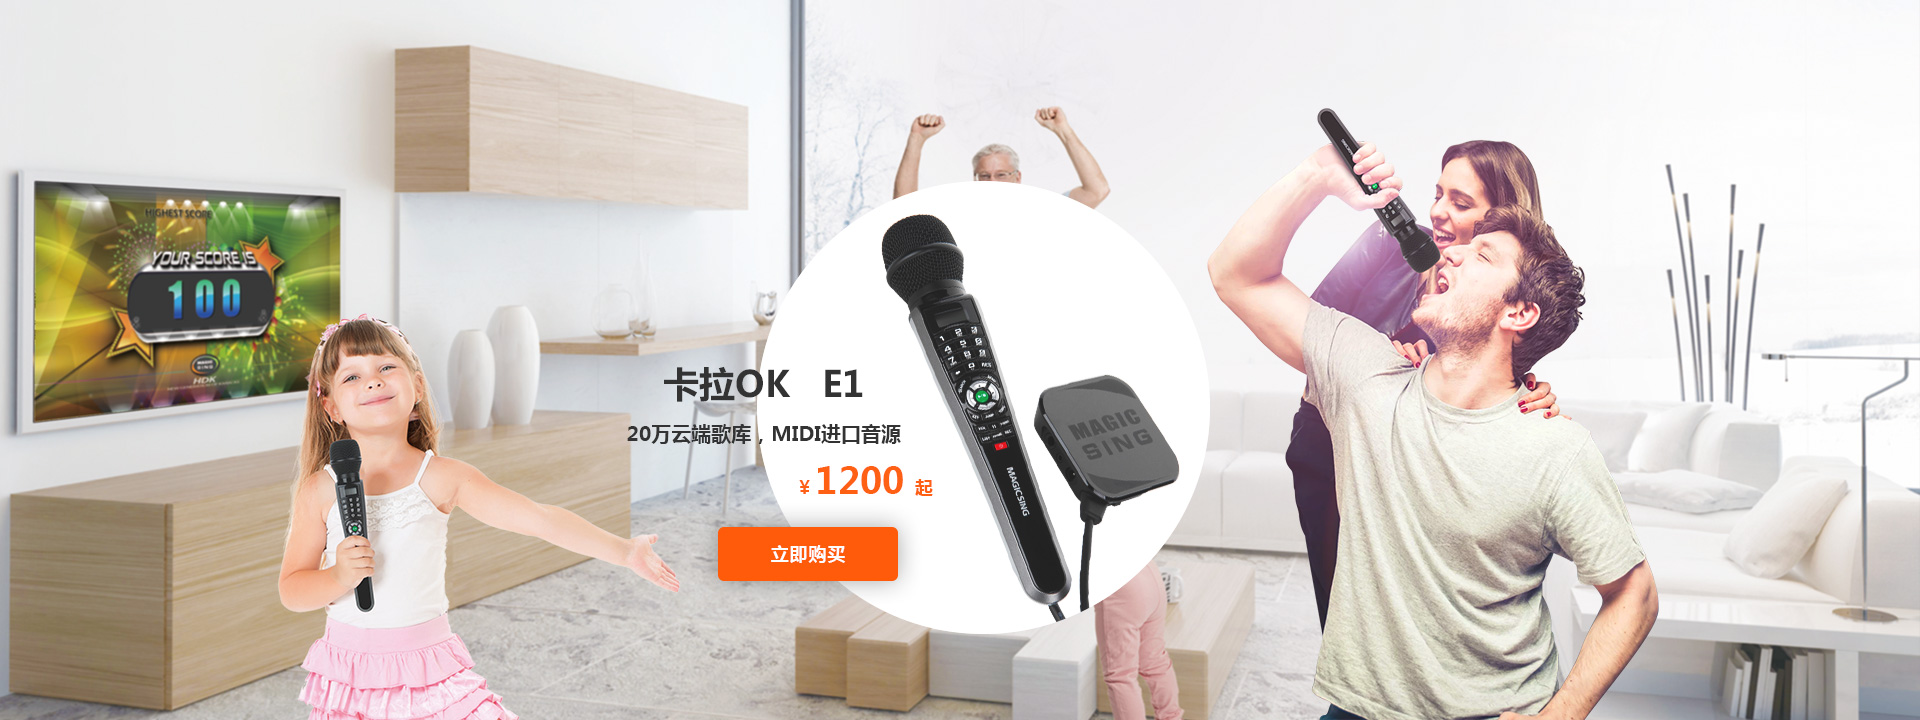 HIGHEST SCORE
YOUR SCORE IS
100
HDK
卡拉OK E1
20万云端歌库，MIDI进口音源
¥ 1200 起
立即购买
MAGICSING
MAGIC
SING